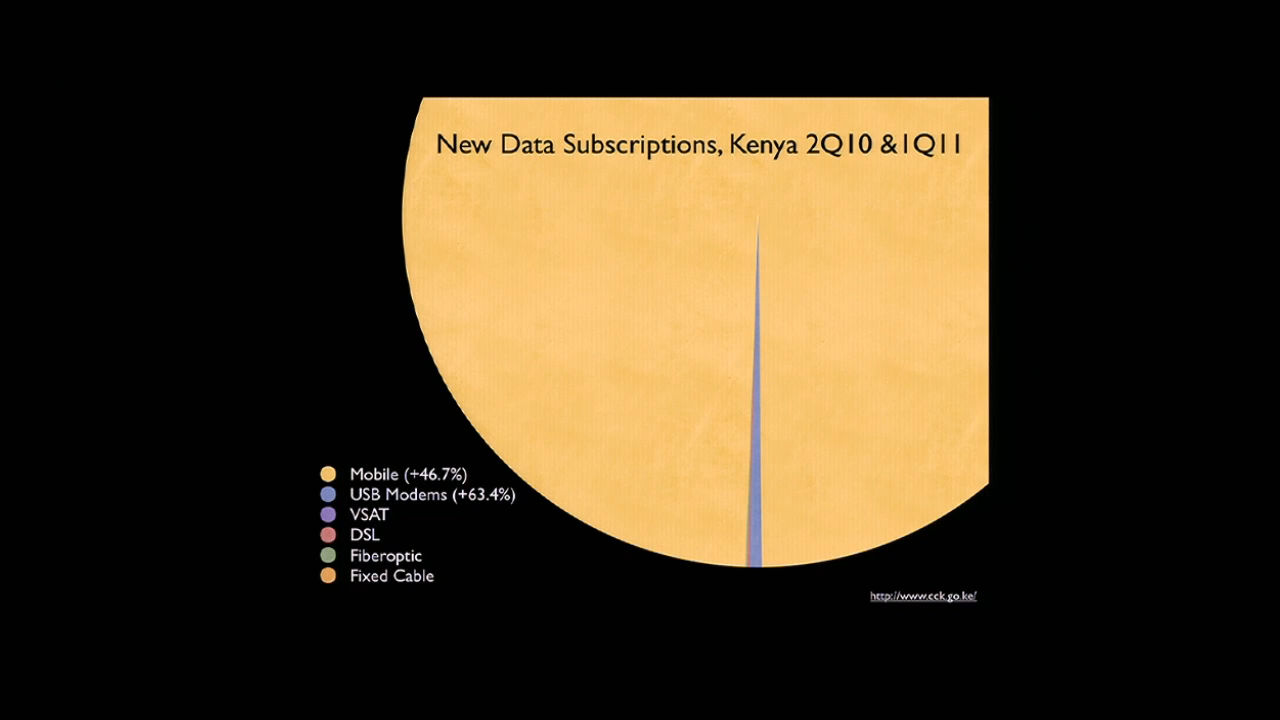 New Data Subscriptions, Kenya 2Q10 &1Q11
Mobile (+46.7%)
USB Modems (+63.4%)
VSAT
DSL
Fiberoptic
Fixed Cable
http://www.cck.go.ke/